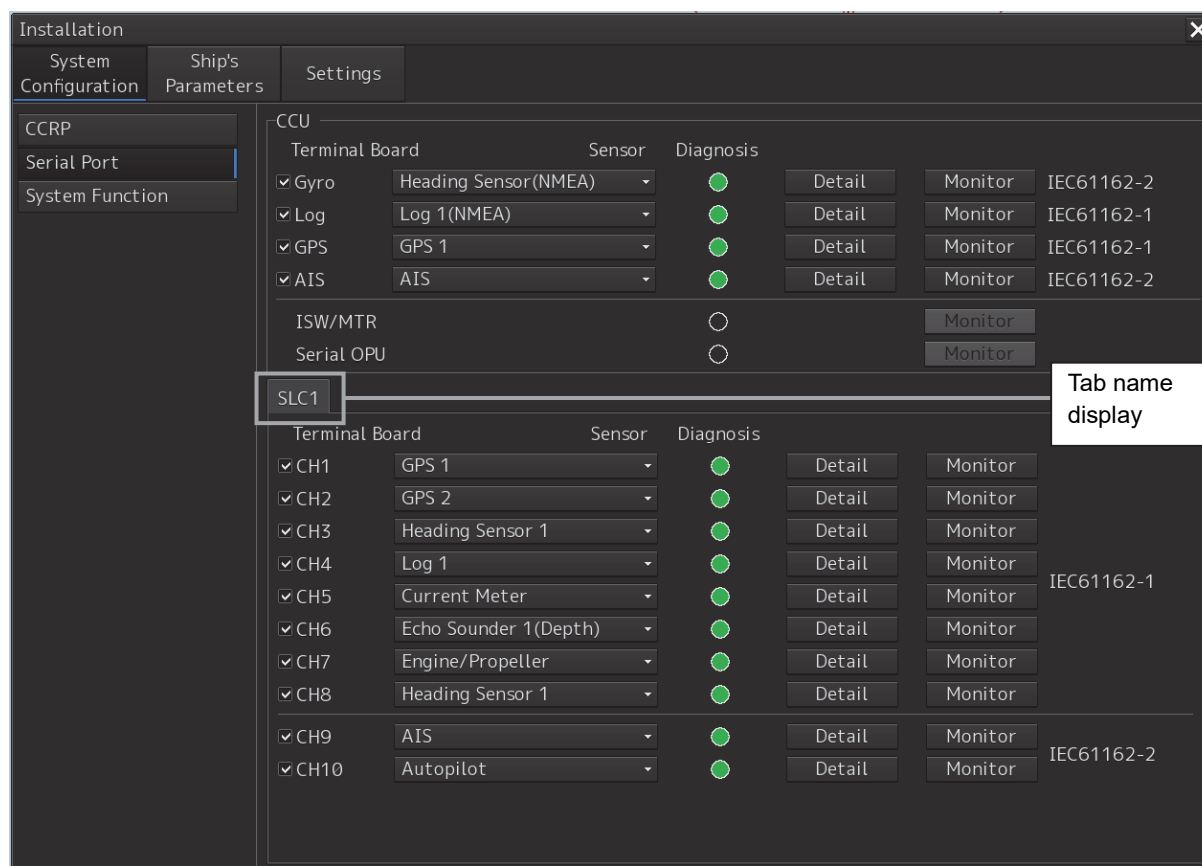 Installation
System Configuration Ship's Parameters Settings
CCRP
Serial Port
System Function
CCU
Terminal Board Sensor Diagnosis
Gyro Heading Sensor(NMEA) Detail Monitor IEC61162-2
Log Log 1(NMEA) Detail Monitor IEC61162-1
GPS GPS 1 Detail Monitor IEC61162-1
AIS AIS Detail Monitor IEC61162-2
ISW/MTR Monitor
Serial OPU Monitor
SLC1
Tab name
display
Terminal Board Sensor Diagnosis
CH1 GPS 1 Detail Monitor
CH2 GPS 2 Detail Monitor
CH3 Heading Sensor 1 Detail Monitor
CH4 Log 1 Detail Monitor
IEC61162-1
CH5 Current Meter Detail Monitor
CH6 Echo Sounder 1(Depth) Detail Monitor
CH7 Engine/Propeller Detail Monitor
CH8 Heading Sensor 1 Detail Monitor
CH9 AIS Detail Monitor
IEC61162-2
CH10 Autopilot Detail Monitor